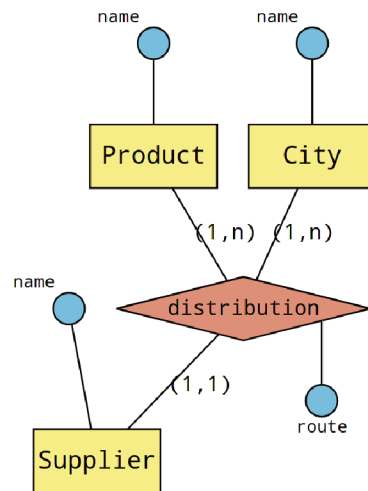 name
name
Product
City
(1,n)
(1,n)
name
distribution
(1,1)
route
Supplier